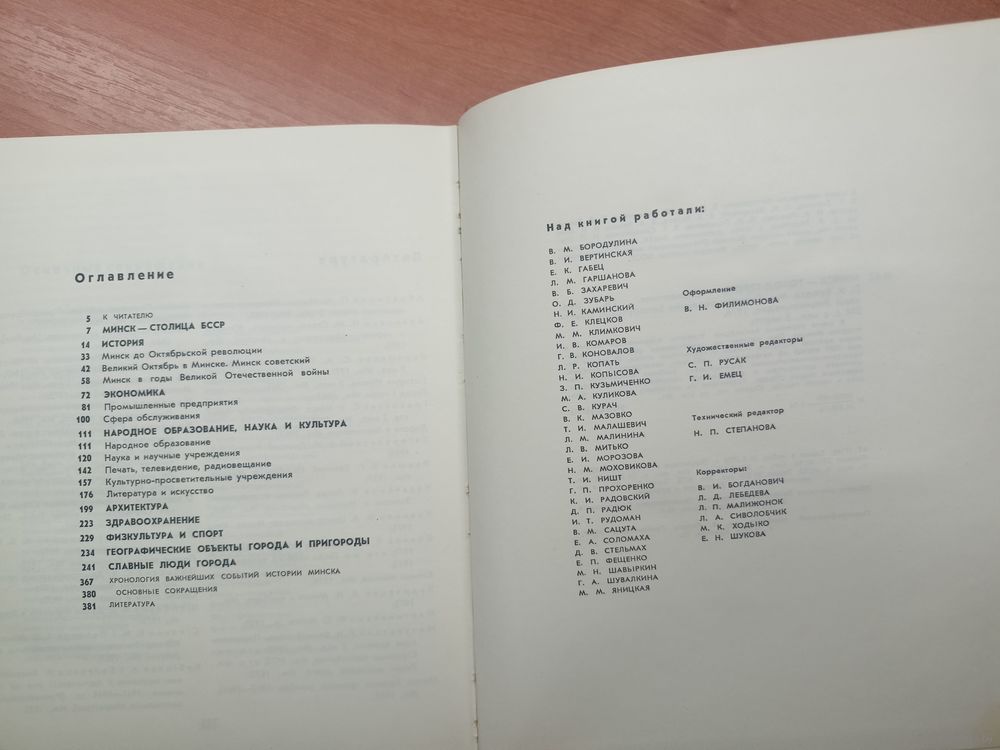 Оглавление
5 К ЧИТАТЕЛЮ
7 МИНСК — СТОЛИЦА БССР
14 ИСТОРИЯ
33 Минск до Октябрьской революции
42 Великий Октябрь в Минске. Минск советский
58 Минск в годы Великой Отечественной войны
72 ЭКОНОМИКА
81 Промышленные предприятия
100 Сфера обслуживания
111 НАРОДНОЕ ОБРАЗОВАНИЕ, НАУКА И КУЛЬТУРА
111 Народное образование
120 Наука и научные учреждения
142 Печать, телевидение, радиовещание
157 Культурно-просветительные учреждения
176 Литература и искусство
199 АРХИТЕКТУРА
223 ЗДРАВООХРАНЕНИЕ
229 ФИЗКУЛЬТУРА И СПОРТ
234 ГЕОГРАФИЧЕСКИЕ ОБЪЕКТЫ ГОРОДА И ПРИГОРОДЫ
241 СЛАВНЫЕ ЛЮДИ ГОРОДА
367 ХРОНОЛОГИЯ ВАЖНЕЙШИХ СОБЫТИЙ ИСТОРИИ МИНСКА
380 ОСНОВНЫЕ СОКРАЩЕНИЯ
381 ЛИТЕРАТУРА
Над книгой работали:
В. М. БОРОДУЛИНА
В. И. ВЕРТИНСКАЯ
Е. К. ГАБЕЦ
Л. М. ГАРШАНОВА
В. Б. ЗАХАРЕВИЧ
О. Д. ЗУБАРЬ
Н. И. КАМИНСКИЙ
Ф. Е. КЛЕЦКОВ
М. М. КЛИМКОВИЧ
И. В. КОМАРОВ
Г. В. КОНОВАЛОВ
Л. Р. КОПАТЬ
Н. И. КОПЫСОВА
З. П. КУЗЬМИЧЕНКО
М. А. КУЛИКОВА
С. В. КУРАЧ
В. К. МАЗОВКО
Т. И. МАЛАШЕВИЧ
Л. М. МАЛИНИНА
Л. В. МИТЬКО
Е. И. МОРОЗОВА
Н. М. МОХОВИКОВА
Т. И. НИШТ
Г. П. ПРОХОРЕНКО
К. И. РАДОВСКИЙ
Д. П. РАДЮК
И. Т. РУДОМАН
В. М. САЦУТА
Е. А. СОЛОМАХА
Д. В. СТЕЛЬМАХ
Е. П. ФЕЩЕНКО
М. Н. ШАВЫРКИН
Г. А. ШУВАЛКИНА
М. М. ЯНИЦКАЯ
Оформление
В. Н. ФИЛИМОНОВА
Художественные редакторы
С. П. РУСАК
Г. И. ЕМЕЦ
Технический редактор
Н. П. СТЕПАНОВА
Корректоры:
В. И. БОГДАНОВИЧ
Л. Д. ЛЕБЕДЕВА
Л. П. МАЛИЖОНОК
Л. А. СИВОЛОБЧИК
М. К. ХОДЫКО
Е. Н. ШУКОВА